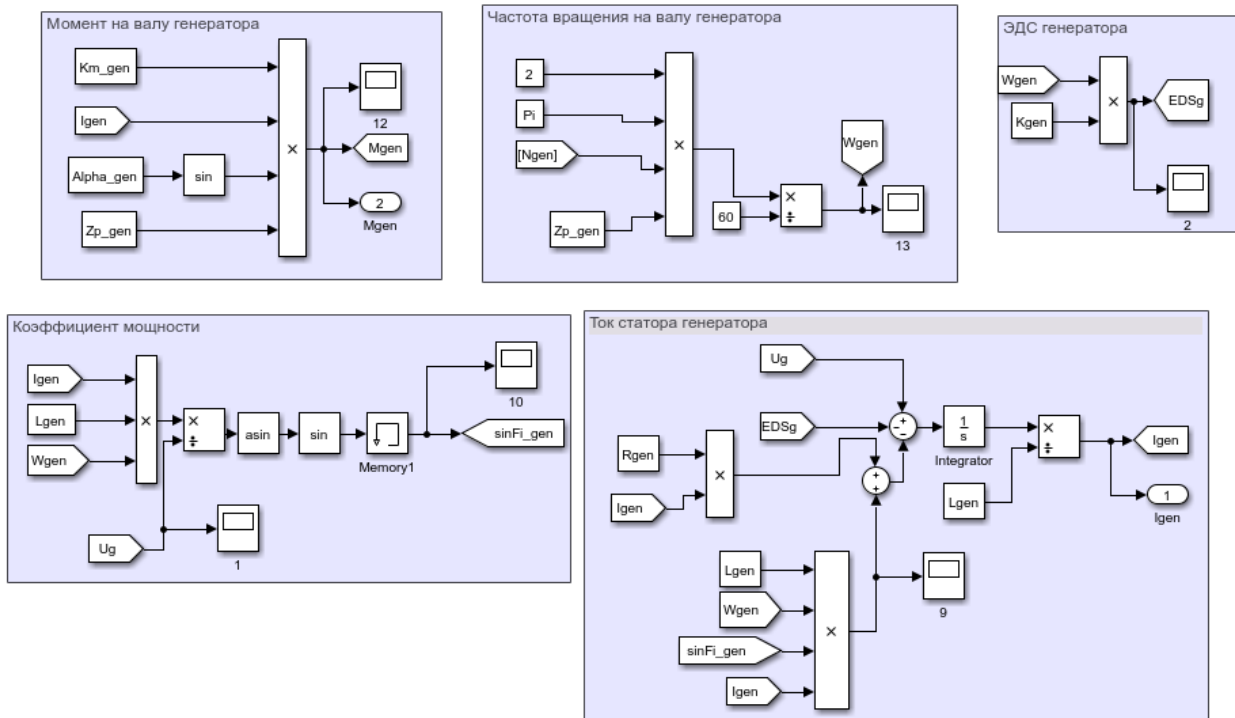 Момент на валу генератора
Km_gen
Igen
Alpha_gen
sin
Zp_gen
×
12
Mgen
2
Mgen
Частота вращения на валу генератора
2
Pi
[Ngen]
Zp_gen
×
60
×
÷
Wgen
13
ЭДС генератора
Wgen
Kgen
×
EDSg
2
Коэффициент мощности
Igen
Lgen
Wgen
×
×
÷
asin
sin
Memory1
10
sinFi_gen
Ug
1
Ток статора генератора
Ug
EDSg
Rgen
Igen
×
+
+
−
−
1
s
Integrator
×
÷
Lgen
Igen
1
Igen
Lgen
Wgen
sinFi_gen
Igen
×
9